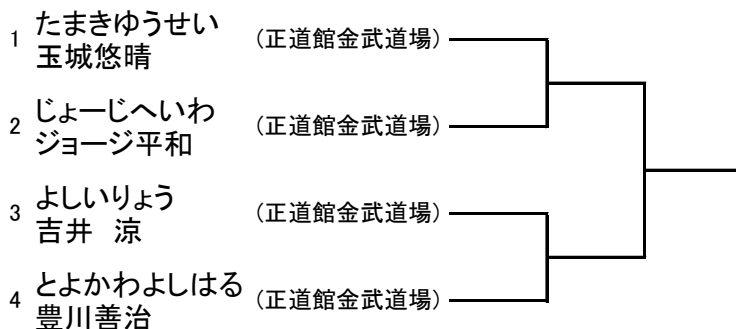 1 たまきゆうせい (正道館金武道場)
玉城悠晴
2 じょーじへいわ (正道館金武道場)
ジョージ平和
3 よしいりょう (正道館金武道場)
吉井　涼
4 とよかわよしはる (正道館金武道場)
豊川善治